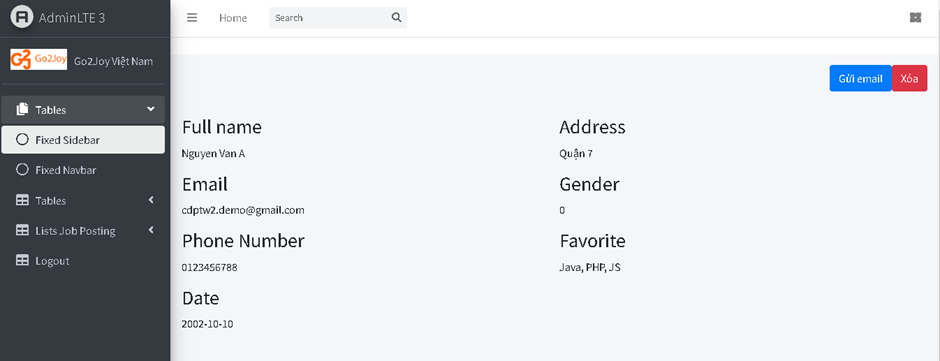 AdminLTE 3
Home
Search
Go2Joy
Go2Joy Việt Nam
Tables
Fixed Sidebar
Fixed Navbar
Tables
Lists Job Posting
Logout
Gửi email
Xóa
Full name
Nguyen Van A
Address
Quận 7
Email
cdptw2.demo@gmail.com
Gender
0
Phone Number
0123456788
Favorite
Java, PHP, JS
Date
2002-10-10